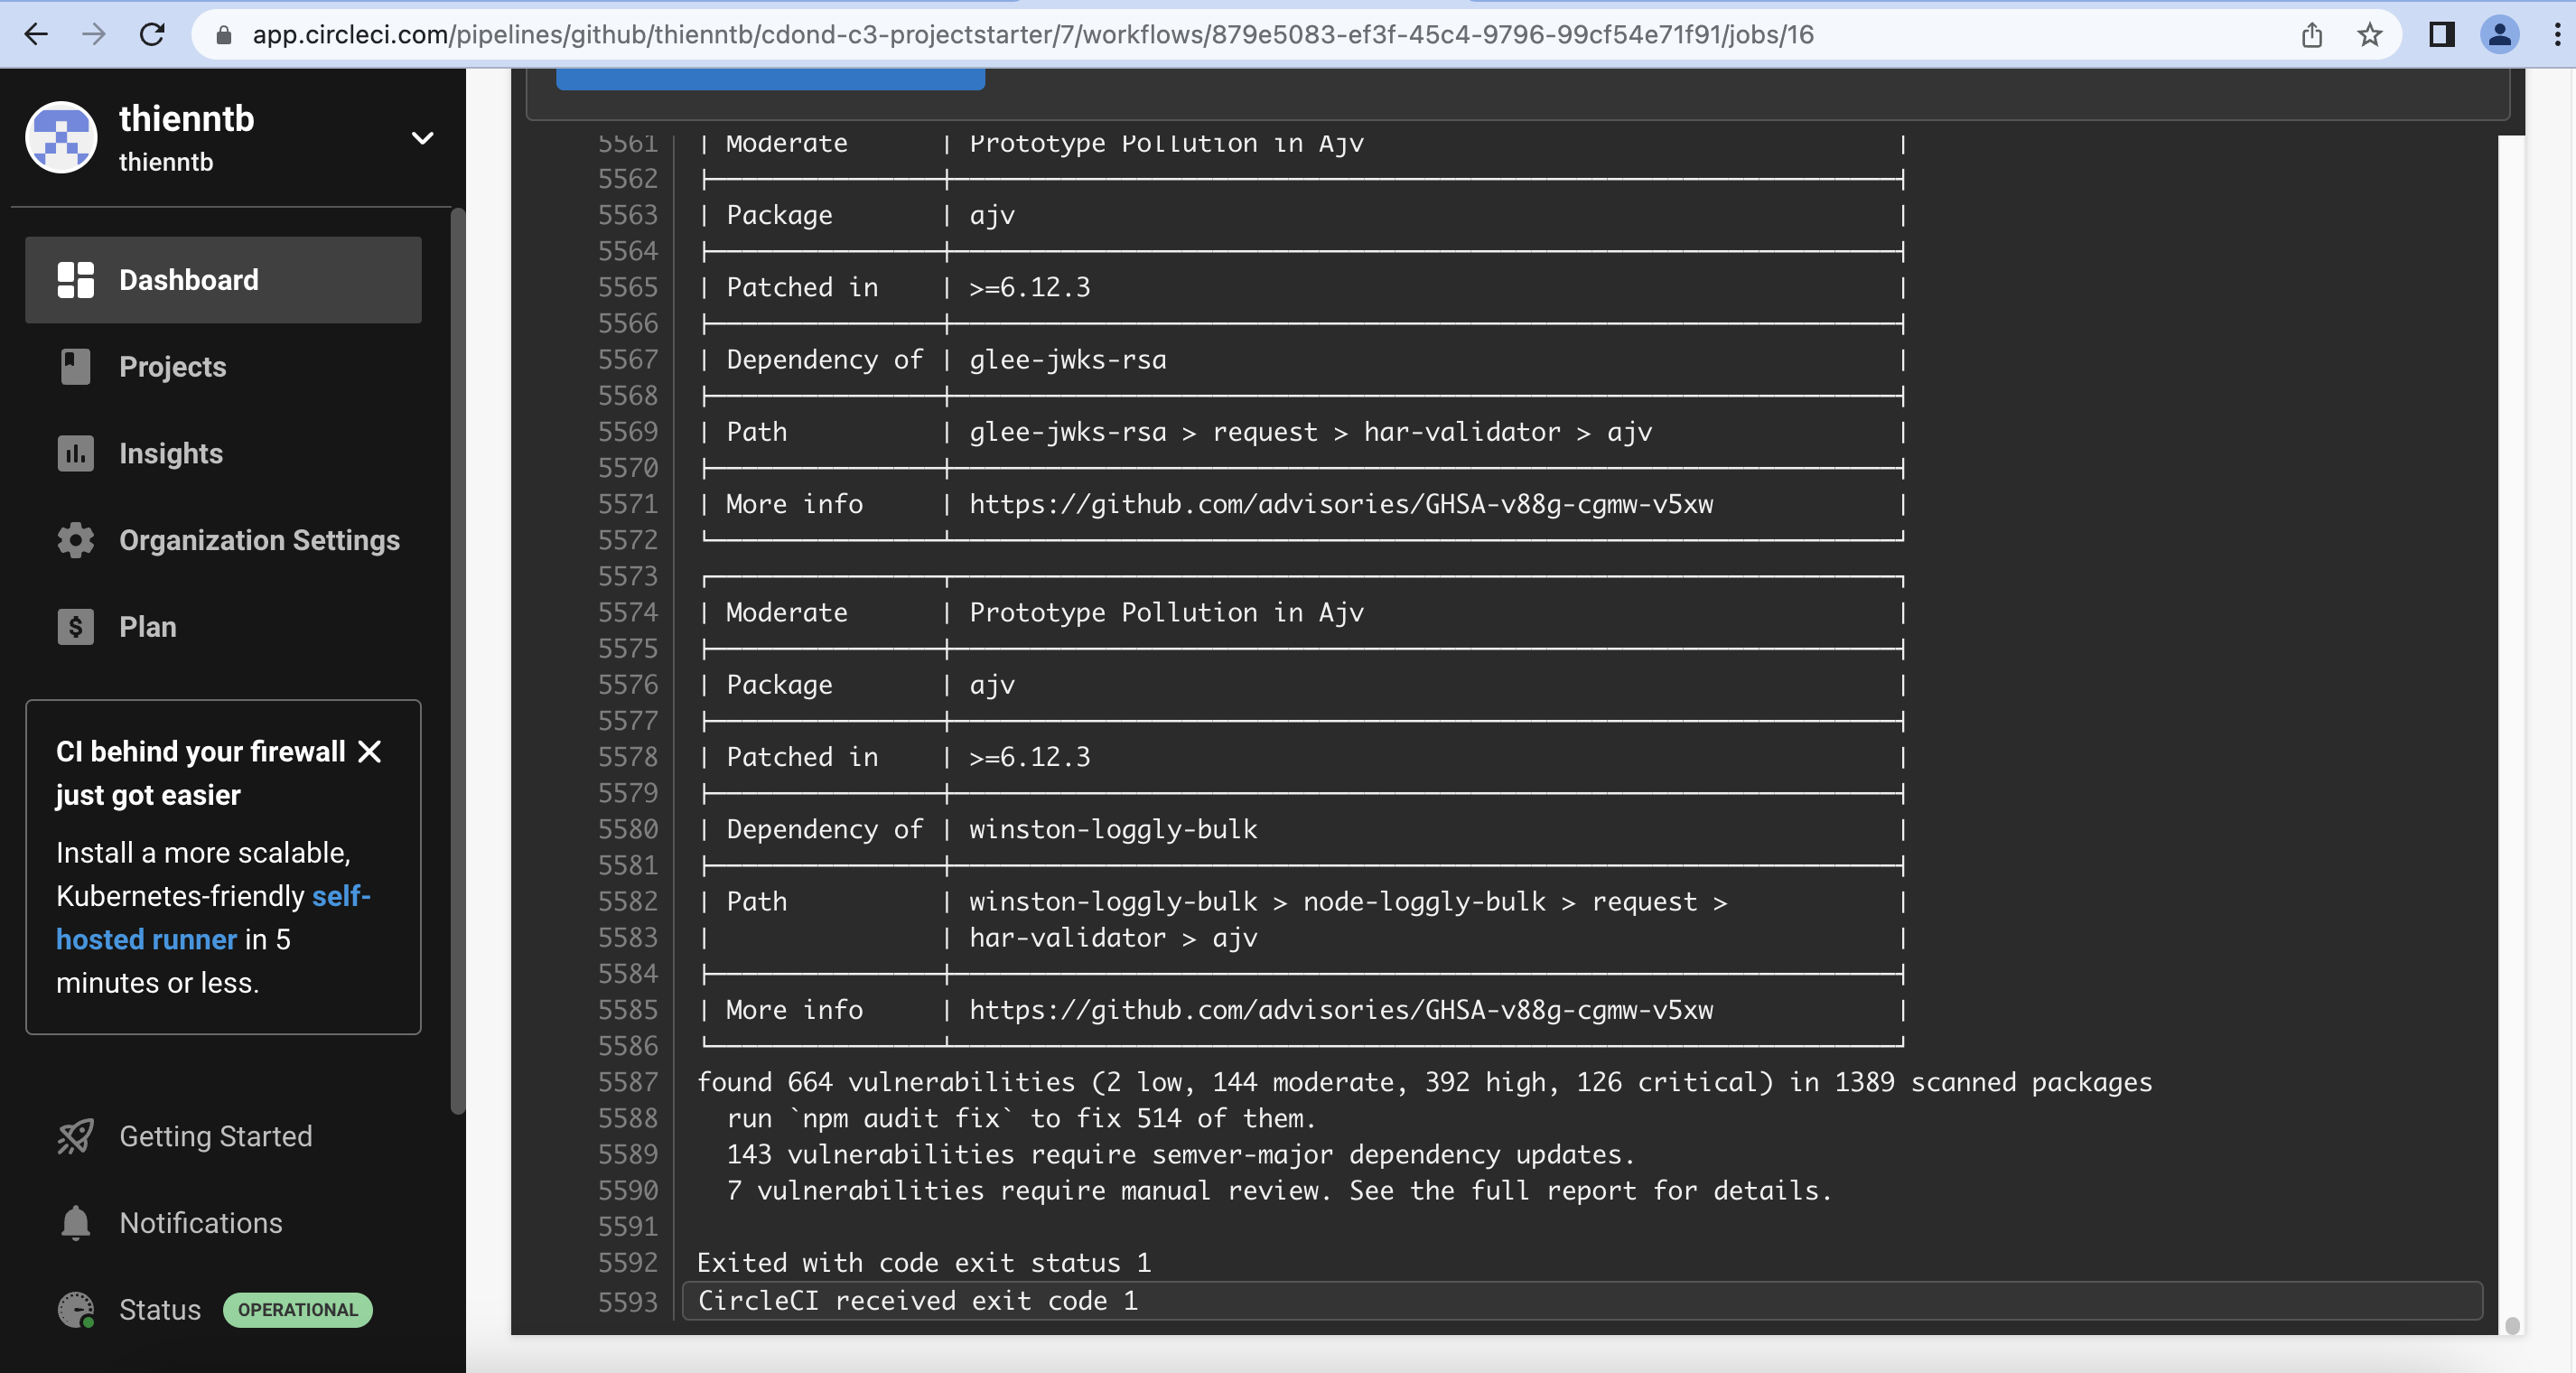 app.circleci.com/pipelines/github/thienntb/cdond-c3-projectstarter/7/workflows/879e5083-ef3f-45c4-9796-99cf54e71f91/jobs/16
thienntb
thienntb
Dashboard
Projects
Insights
Organization Settings
Plan
CI behind your firewall
just got easier
Install a more scalable,
Kubernetes-friendly self-
hosted runner in 5
minutes or less.
Getting Started
Notifications
Status OPERATIONAL
5561 | Moderate | Prototype Pollution in Ajv |
5562
5563 | Package | ajv |
5564
5565 | Patched in | >=6.12.3 |
5566
5567 | Dependency of | glee-jwks-rsa |
5568
5569 | Path | glee-jwks-rsa > request > har-validator > ajv |
5570
5571 | More info | https://github.com/advisories/GHSA-v88g-cgmw-v5xw |
5572
5573
5574 | Moderate | Prototype Pollution in Ajv |
5575
5576 | Package | ajv |
5577
5578 | Patched in | >=6.12.3 |
5579
5580 | Dependency of | winston-loggly-bulk |
5581
5582 | Path | winston-loggly-bulk > node-loggly-bulk > request > |
5583 | | har-validator > ajv |
5584
5585 | More info | https://github.com/advisories/GHSA-v88g-cgmw-v5xw |
5586
5587 found 664 vulnerabilities (2 low, 144 moderate, 392 high, 126 critical) in 1389 scanned packages
5588 run `npm audit fix` to fix 514 of them.
5589 143 vulnerabilities require semver-major dependency updates.
5590 7 vulnerabilities require manual review. See the full report for details.
5591
5592 Exited with code exit status 1
5593 CircleCI received exit code 1